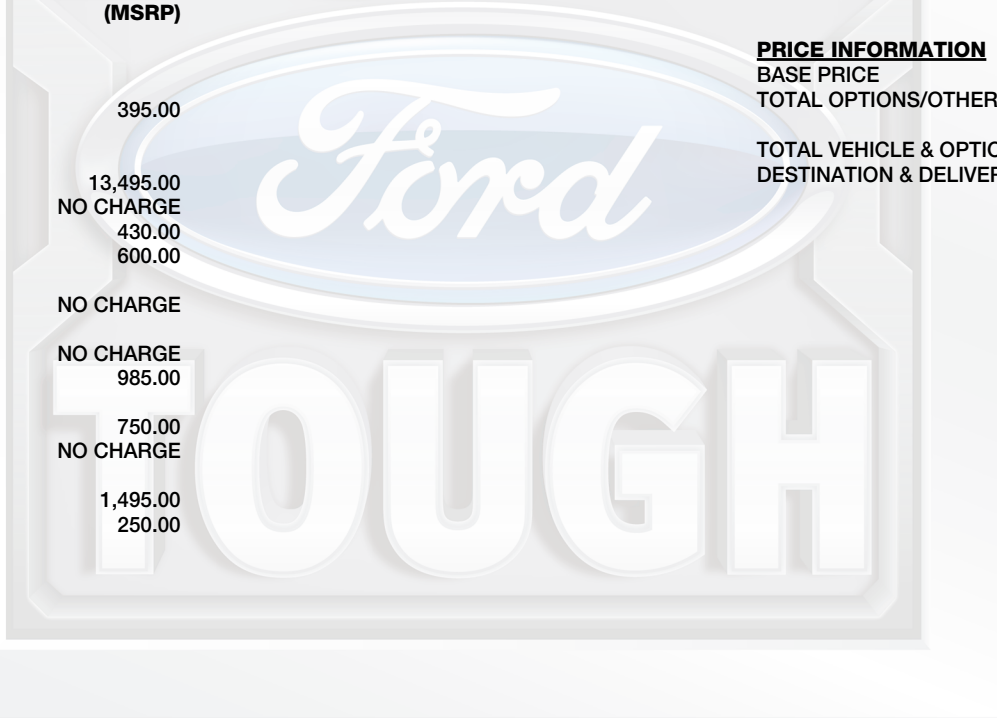 (MSRP)
395.00
13,495.00
NO CHARGE
430.00
600.00
NO CHARGE
NO CHARGE
985.00
750.00
NO CHARGE
1,495.00
250.00
PRICE INFORMATION
BASE PRICE
TOTAL OPTIONS/OTHER
TOTAL VEHICLE & OPTIO
DESTINATION & DELIVER
Ford
TOUGH